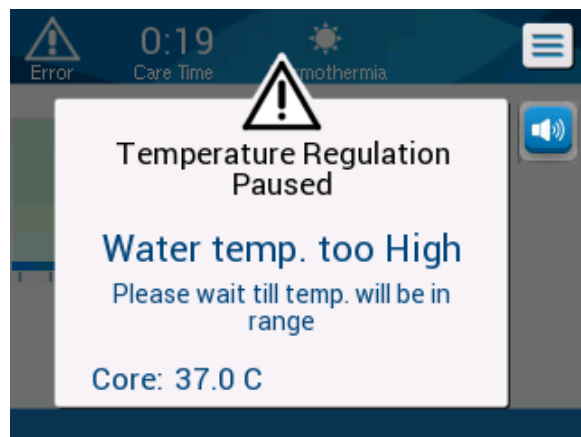 0:19
Error
Care Time
mothermia
Temperature Regulation
Paused
Water temp. too High
Please wait till temp. will be in
range
Core: 37.0 C